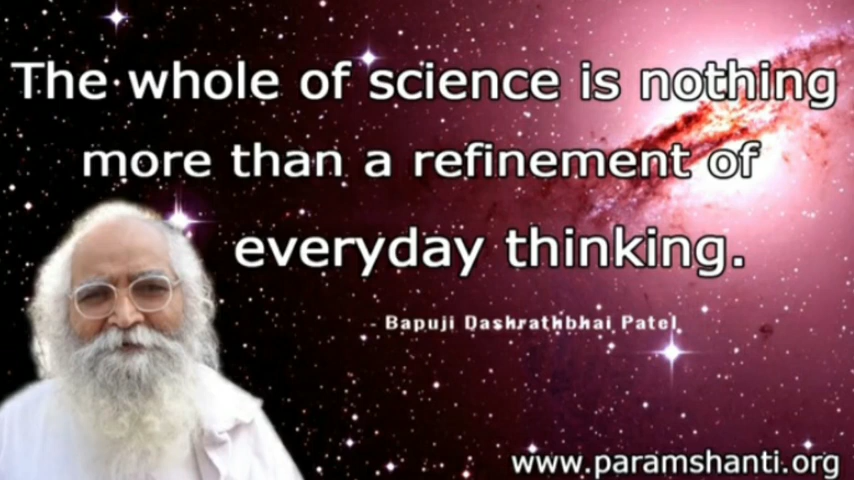 The whole of science is nothing
more than a refinement of
everyday thinking.
- Bapuji Dashrathbhai Patel
www.paramshanti.org